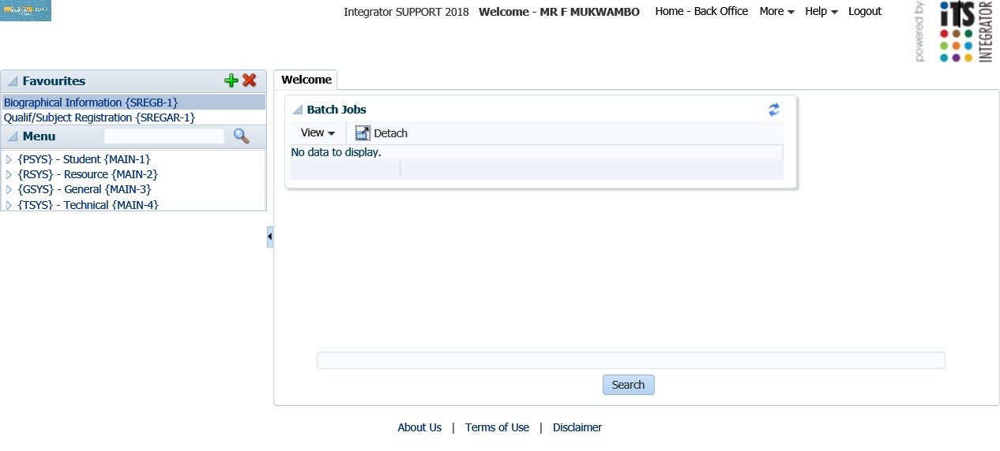 Integrator SUPPORT 2018 Welcome - MR F MUKWAMBO Home - Back Office More Help Logout
powered by iTS INTEGRATOR
Favourites
Biographical Information {SREGB-1}
Qualif/Subject Registration {SREGAR-1}
Menu
{PSYS} - Student {MAIN-1}
{RSYS} - Resource {MAIN-2}
{GSYS} - General {MAIN-3}
{TSYS} - Technical {MAIN-4}
Welcome
Batch Jobs
View Detach
No data to display.
Search
About Us | Terms of Use | Disclaimer